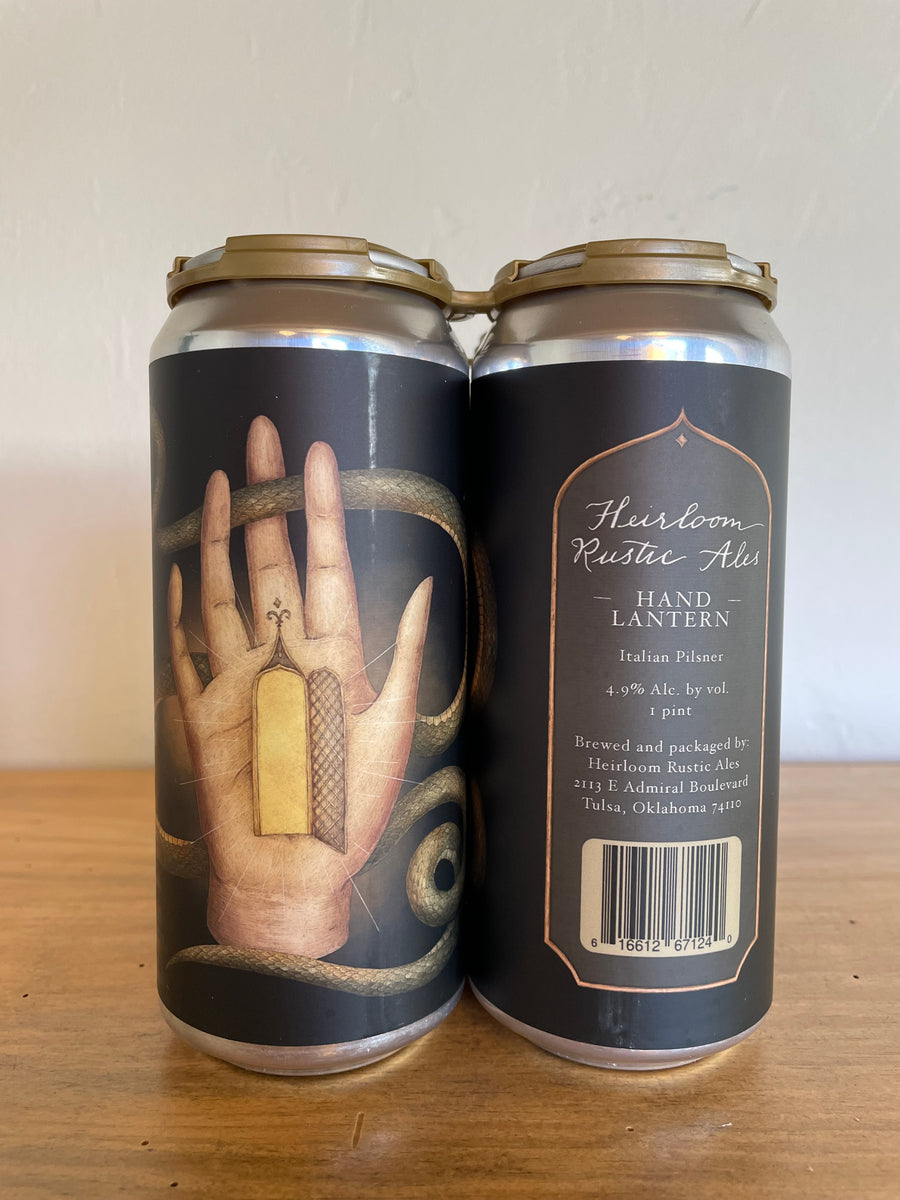 Heirloom
Rustic Ales
— HAND —
LANTERN
Italian Pilsner
4.9% Alc. by vol.
1 pint
Brewed and packaged by:
Heirloom Rustic Ales
2113 E Admiral Boulevard
Tulsa, Oklahoma 74110
6 16612 67124 0